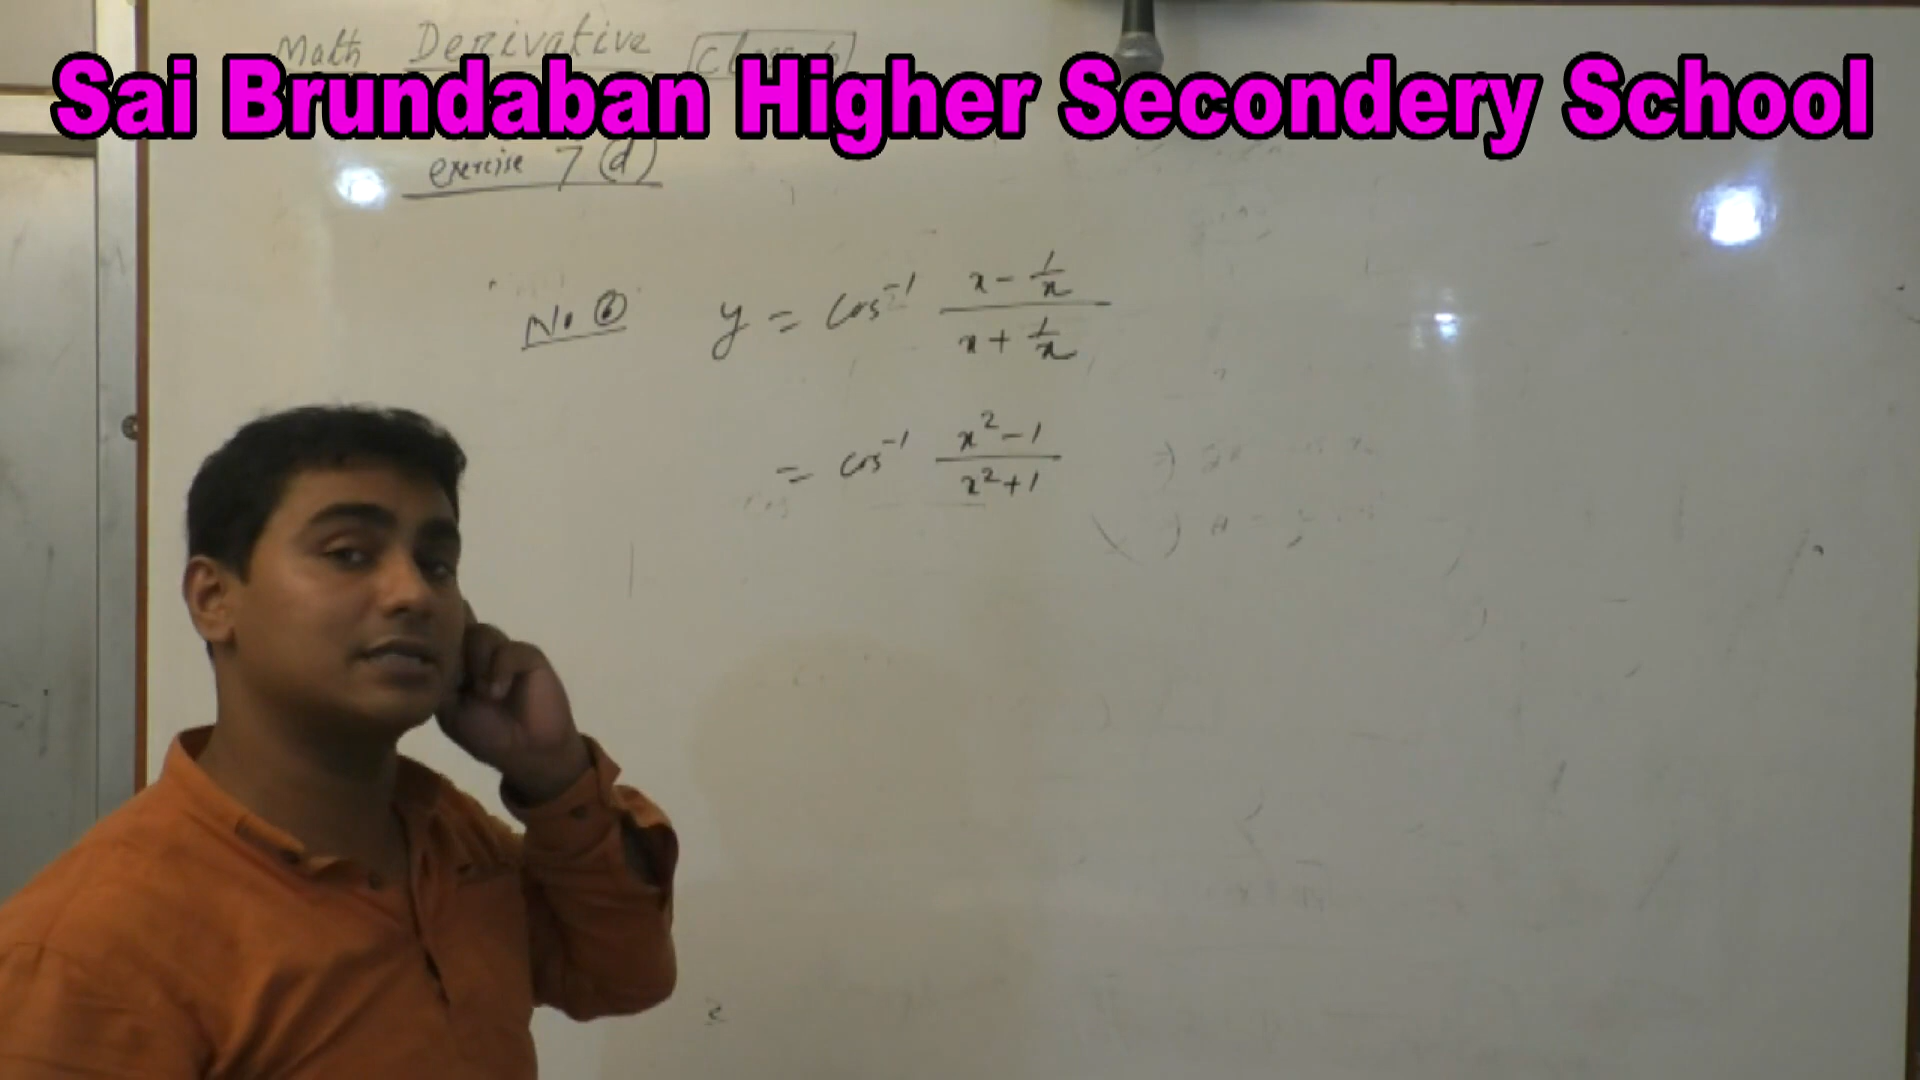 Math Derivative
Sai Brundaban Higher Secondery School
exercise 7 (d)
No 6 y = cos⁻¹ (x - 1/x)/(x + 1/x)
= cos⁻¹ (x² - 1)/(x² + 1)